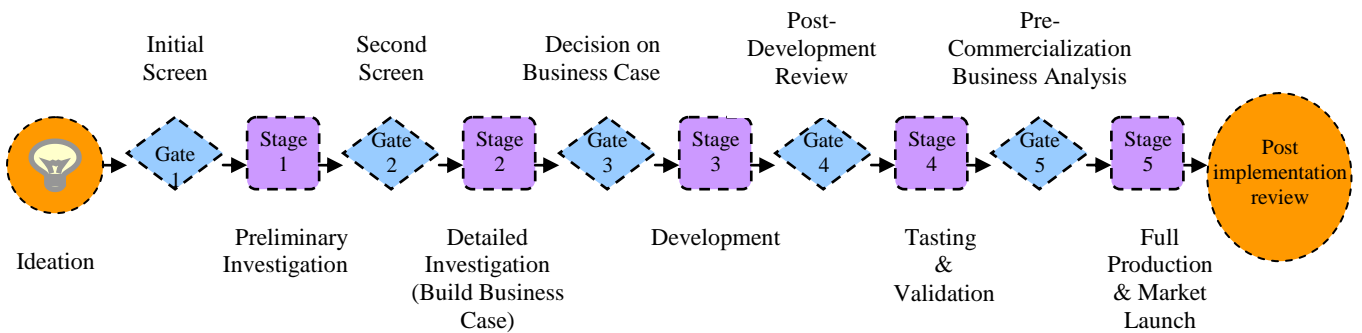 Initial
Screen
Second
Screen
Decision on
Business Case
Post-
Development
Review
Pre-
Commercialization
Business Analysis
Gate
1
Stage
1
Gate
2
Stage
2
Gate
3
Stage
3
Gate
4
Stage
4
Gate
5
Stage
5
Post
implementation
review
Ideation
Preliminary
Investigation
Detailed
Investigation
(Build Business
Case)
Development
Tasting
&
Validation
Full
Production
& Market
Launch